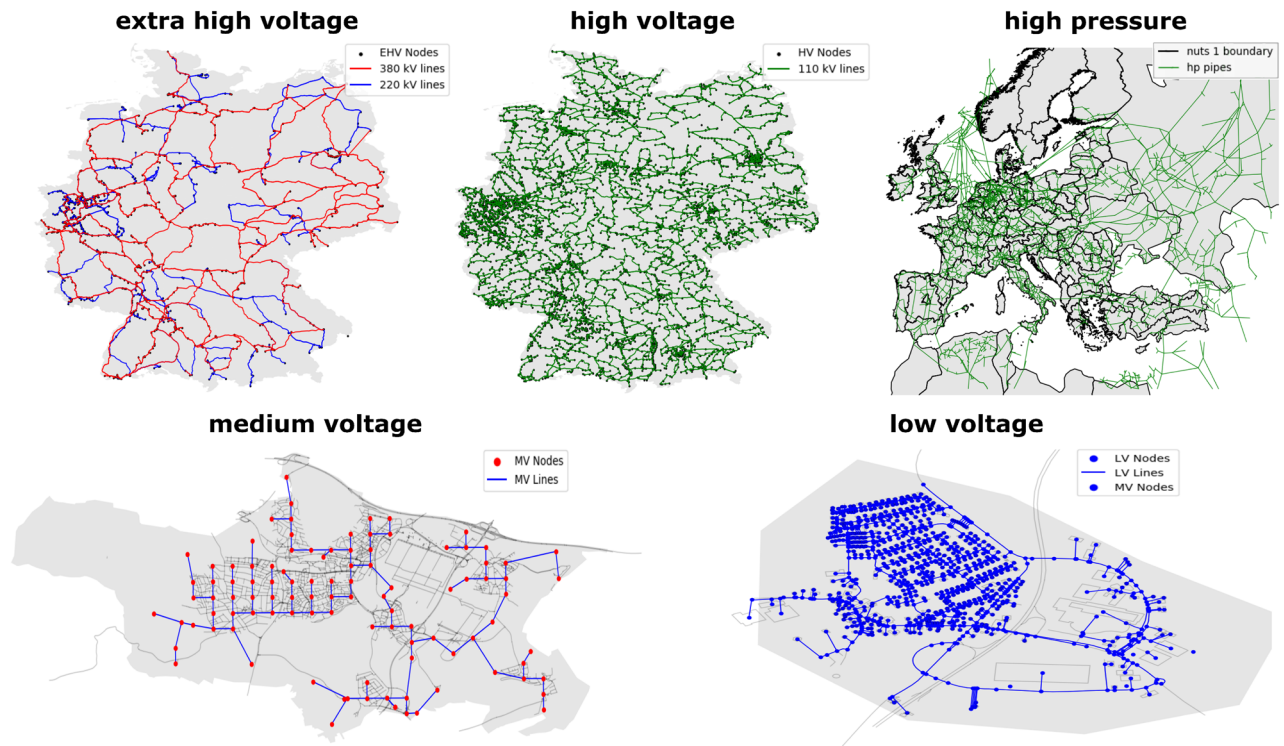 extra high voltage
EHV Nodes
380 kV lines
220 kV lines
high voltage
HV Nodes
110 kV lines
high pressure
nuts 1 boundary
hp pipes
medium voltage
MV Nodes
MV Lines
low voltage
LV Nodes
LV Lines
MV Nodes